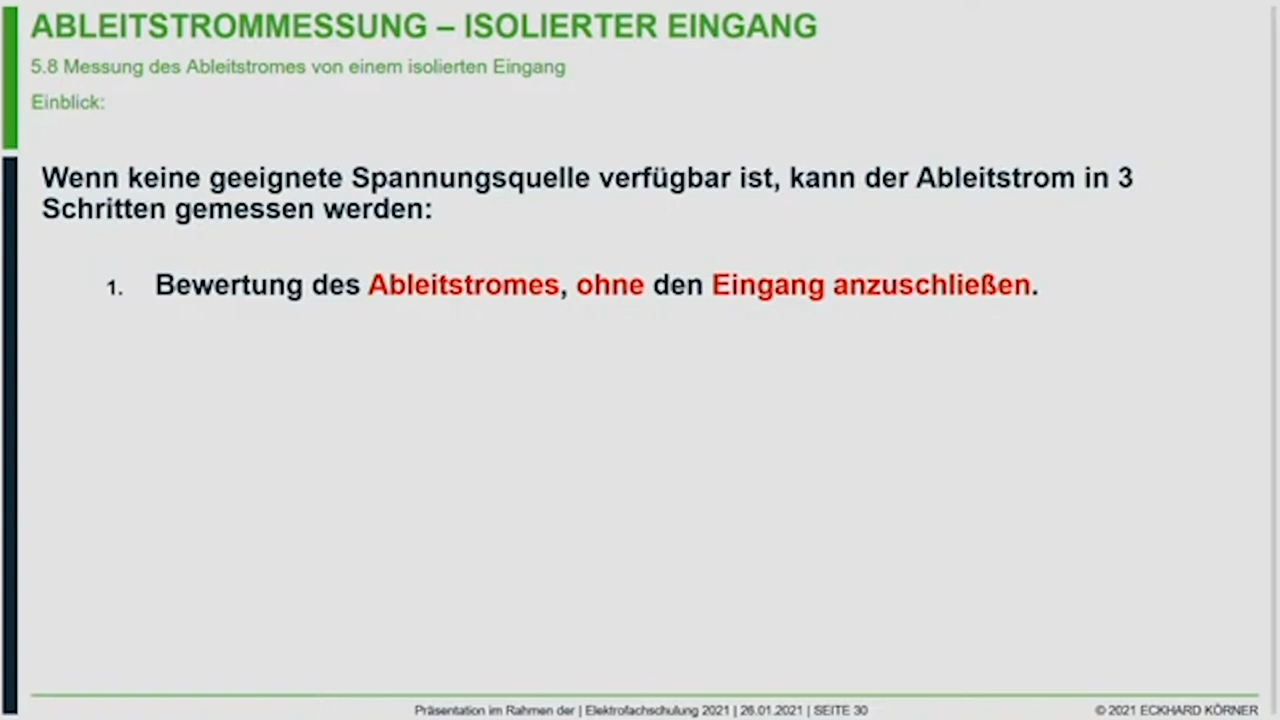 ABLEITSTROMMESSUNG – ISOLIERTER EINGANG
5.8 Messung des Ableitstromes von einem isolierten Eingang
Einblick:
Wenn keine geeignete Spannungsquelle verfügbar ist, kann der Ableitstrom in 3
Schritten gemessen werden:
1. Bewertung des Ableitstromes, ohne den Eingang anzuschließen.
Präsentation im Rahmen der | Elektrofachschulung 2021 | 26.01.2021 | SEITE 30
© 2021 ECKHARD KÖRNER